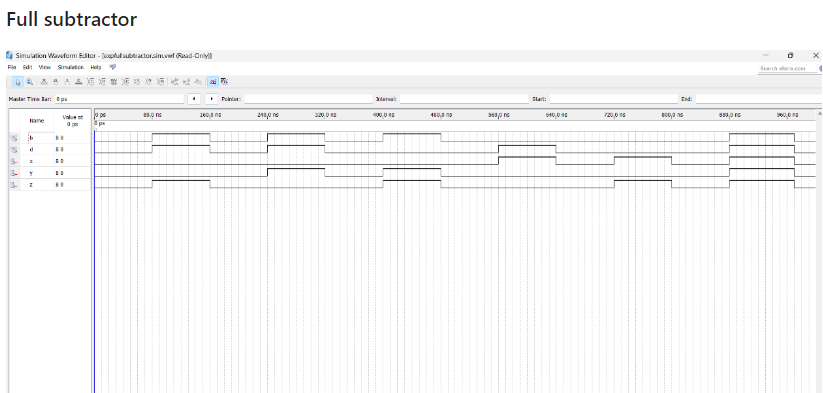 Full subtractor
Simulation Waveform Editor - [expfullsubtractor.sim.vwf (Read-Only)]
File Edit View Simulation Help
Search altera.com
Master Time Bar: 0 ps Pointer: Interval: Start: End:
Name Value at 0 ps
0 ps 80.0 ns 160.0 ns 240.0 ns 320.0 ns 400.0 ns 480.0 ns 560.0 ns 640.0 ns 720.0 ns 800.0 ns 880.0 ns 960.0 ns
0 ps
b B 0
d B 0
x B 0
y B 0
z B 0